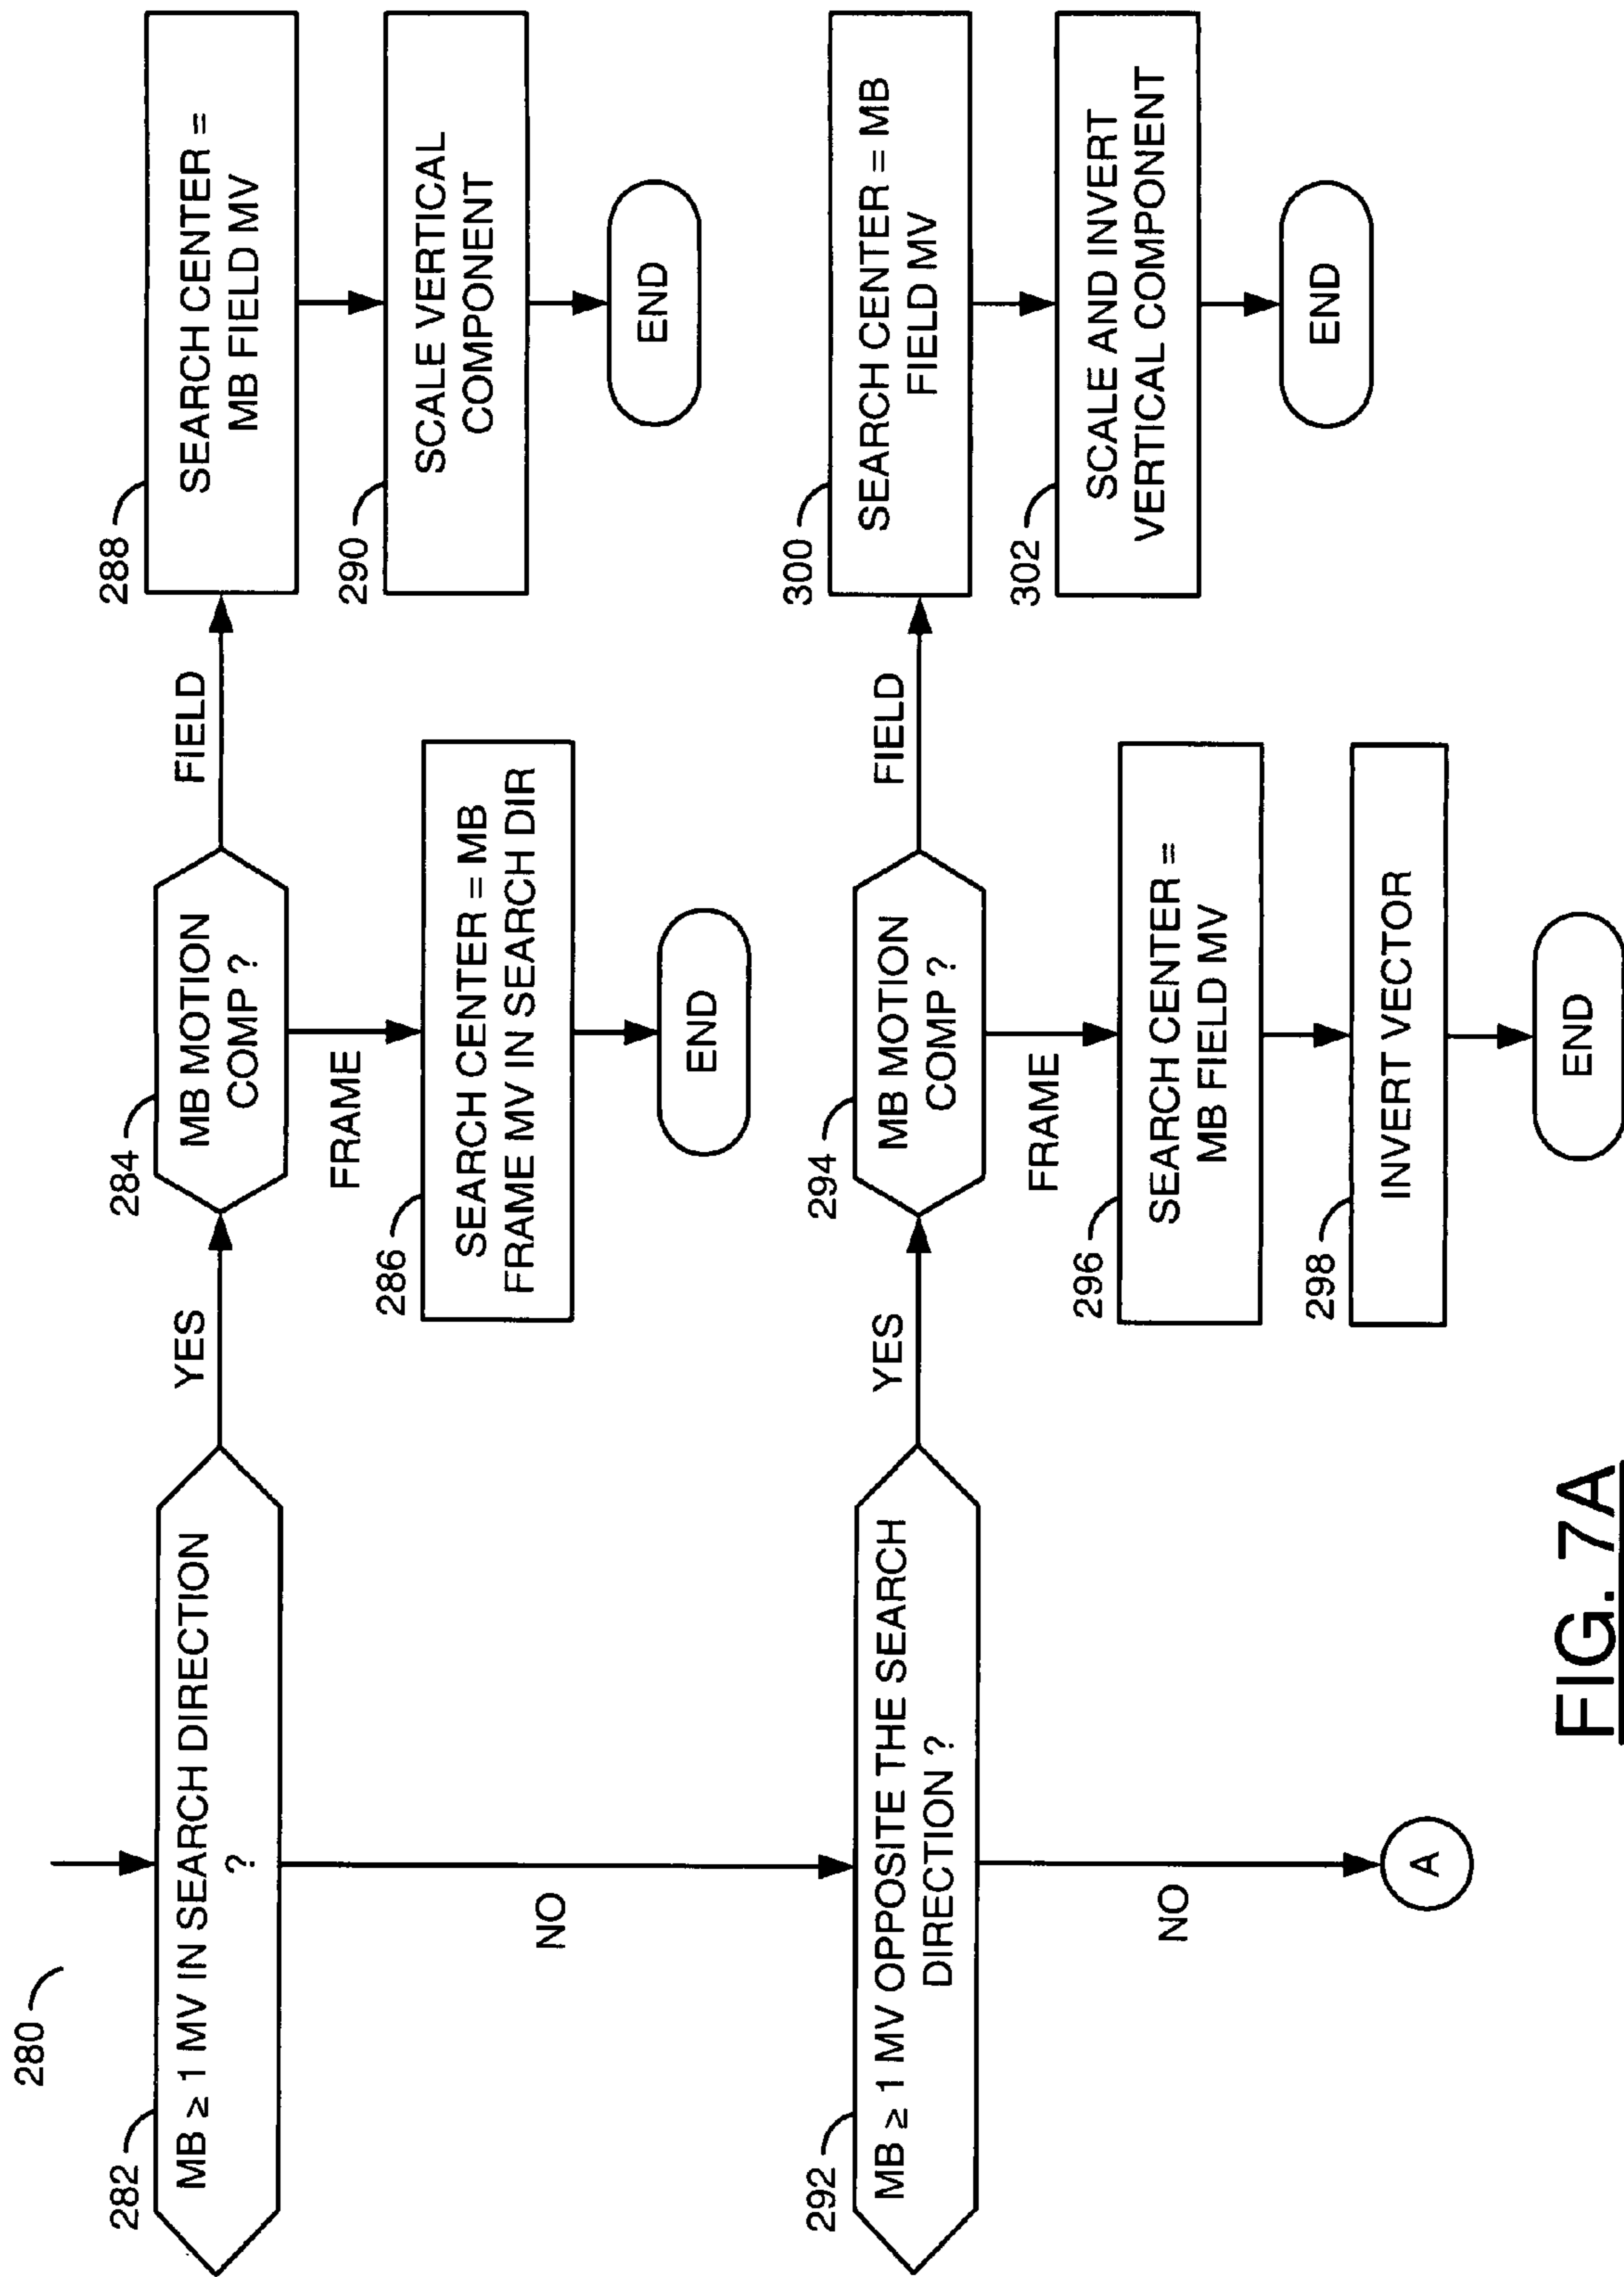 280
282
MB ≥ 1 MV IN SEARCH DIRECTION
?
YES
284
MB MOTION
COMP ?
FIELD
288
SEARCH CENTER =
MB FIELD MV
290
SCALE VERTICAL
COMPONENT
END
FRAME
286
SEARCH CENTER = MB
FRAME MV IN SEARCH DIR
END
NO
292
MB ≥ 1 MV OPPOSITE THE SEARCH
DIRECTION ?
YES
294
MB MOTION
COMP ?
FIELD
300
SEARCH CENTER = MB
FIELD MV
302
SCALE AND INVERT
VERTICAL COMPONENT
END
FRAME
296
SEARCH CENTER =
MB FIELD MV
298
INVERT VECTOR
END
NO
A
FIG. 7A